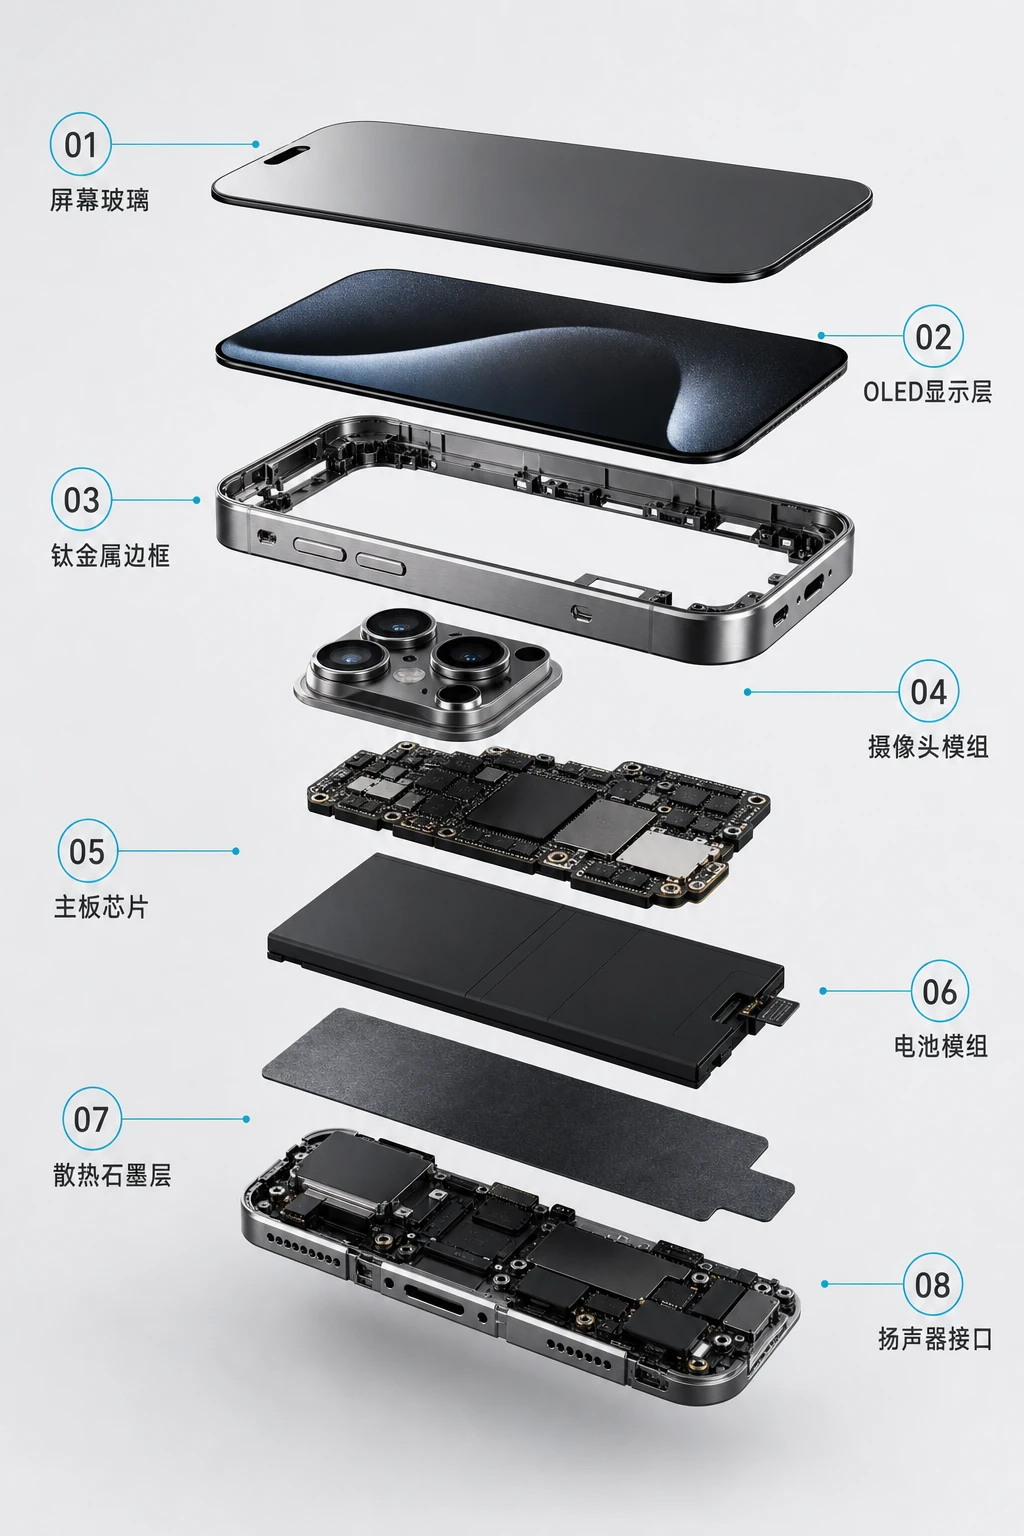 01
屏幕玻璃
02
OLED显示层
03
钛金属边框
04
摄像头模组
05
主板芯片
06
电池模组
07
散热石墨层
08
扬声器接口